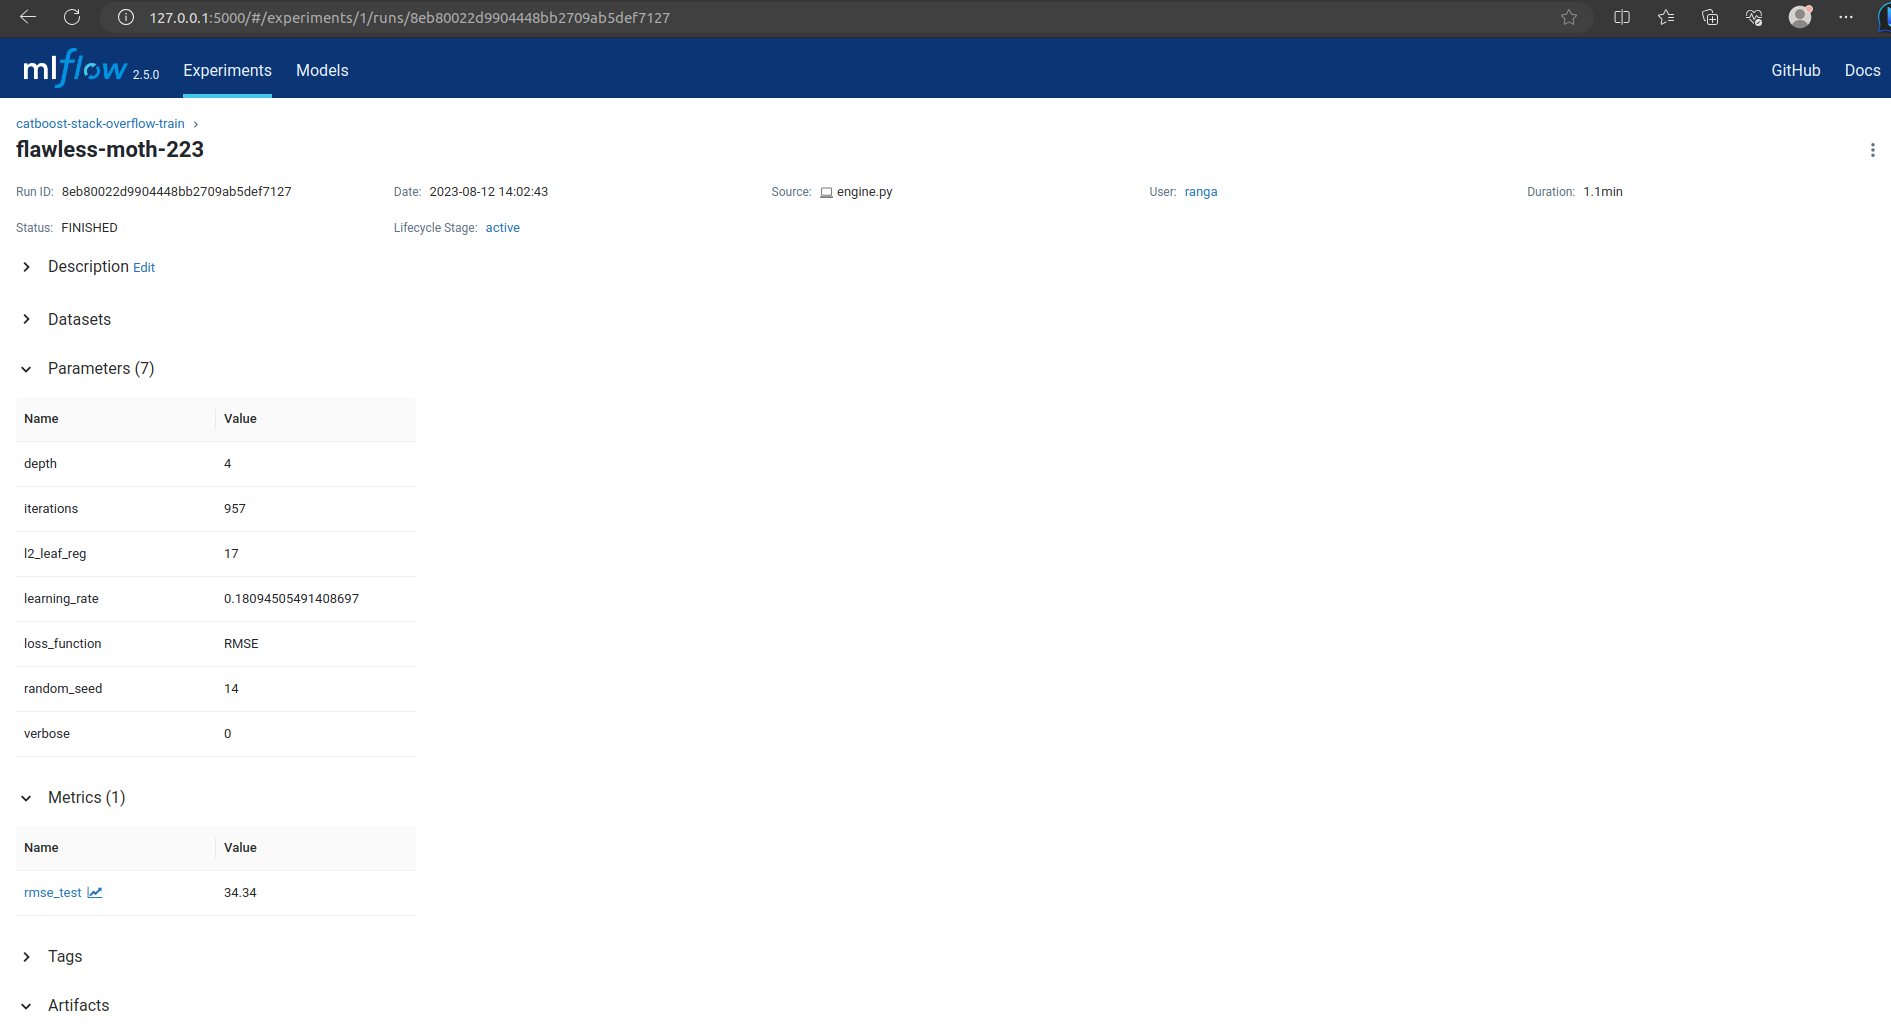 127.0.0.1:5000/#/experiments/1/runs/8eb80022d9904448bb2709ab5def7127
mlflow 2.5.0 Experiments Models GitHub Docs
catboost-stack-overflow-train
flawless-moth-223
Run ID: 8eb80022d9904448bb2709ab5def7127 Date: 2023-08-12 14:02:43 Source: engine.py User: ranga Duration: 1.1min
Status: FINISHED Lifecycle Stage: active
Description Edit
Datasets
Parameters (7)
Name Value
depth 4
iterations 957
l2_leaf_reg 17
learning_rate 0.18094505491408697
loss_function RMSE
random_seed 14
verbose 0
Metrics (1)
Name Value
rmse_test 34.34
Tags
Artifacts